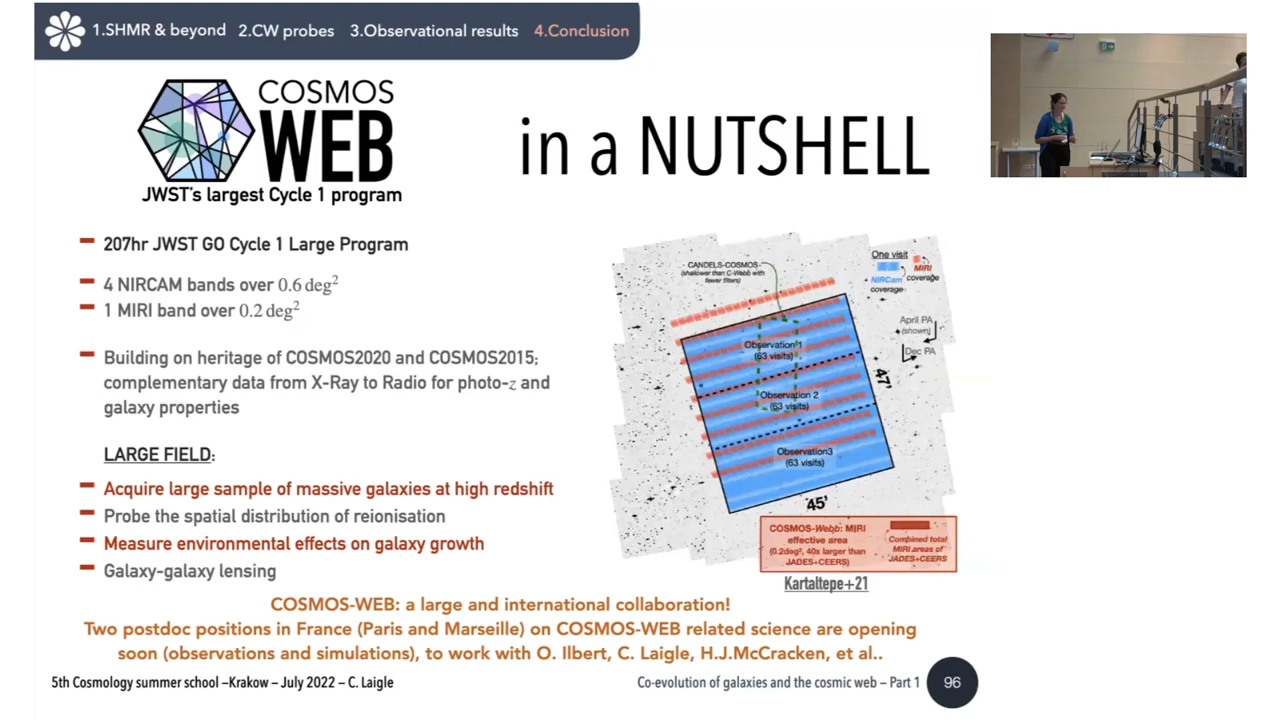 1.SHMR & beyond 2.CW probes 3.Observational results 4.Conclusion
COSMOS
WEB
JWST's largest Cycle 1 program
in a NUTSHELL
207hr JWST GO Cycle 1 Large Program
4 NIRCAM bands over 0.6 deg²
1 MIRI band over 0.2 deg²
Building on heritage of COSMOS2020 and COSMOS2015;
complementary data from X-Ray to Radio for photo-z and
galaxy properties
LARGE FIELD:
Acquire large sample of massive galaxies at high redshift
Probe the spatial distribution of reionisation
Measure environmental effects on galaxy growth
Galaxy-galaxy lensing
CANDELS-COSMOS
(shallower than C-Webb with
fewer filters)
One visit
NIRCam
coverage
MIRI
coverage
April PA
(shown)
Dec PA
Observation 1
(63 visits)
Observation 2
(63 visits)
Observation3
(63 visits)
47'
45'
COSMOS-Webb: MIRI
effective area
(0.2deg², 40x larger than
JADES+CEERS)
Combined total
MIRI areas of
JADES+CEERS
Kartaltepe+21
COSMOS-WEB: a large and international collaboration!
Two postdoc positions in France (Paris and Marseille) on COSMOS-WEB related science are opening
soon (observations and simulations), to work with O. Ilbert, C. Laigle, H.J.McCracken, et al..
5th Cosmology summer school –Krakow – July 2022 – C. Laigle
Co-evolution of galaxies and the cosmic web – Part 1
96